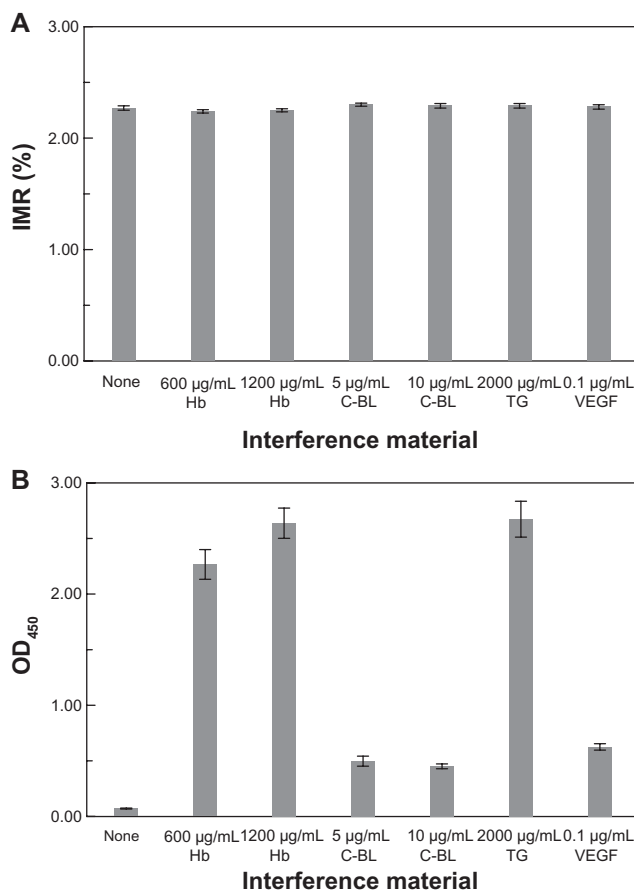 A
3.00
2.00
1.00
0.00
IMR (%)
None 600 µg/mL 1200 µg/mL 5 µg/mL 10 µg/mL 2000 µg/mL 0.1 µg/mL
Hb Hb C-BL C-BL TG VEGF
Interference material
B
3.00
2.00
1.00
0.00
OD450
None 600 µg/mL 1200 µg/mL 5 µg/mL 10 µg/mL 2000 µg/mL 0.1 µg/mL
Hb Hb C-BL C-BL TG VEGF
Interference material